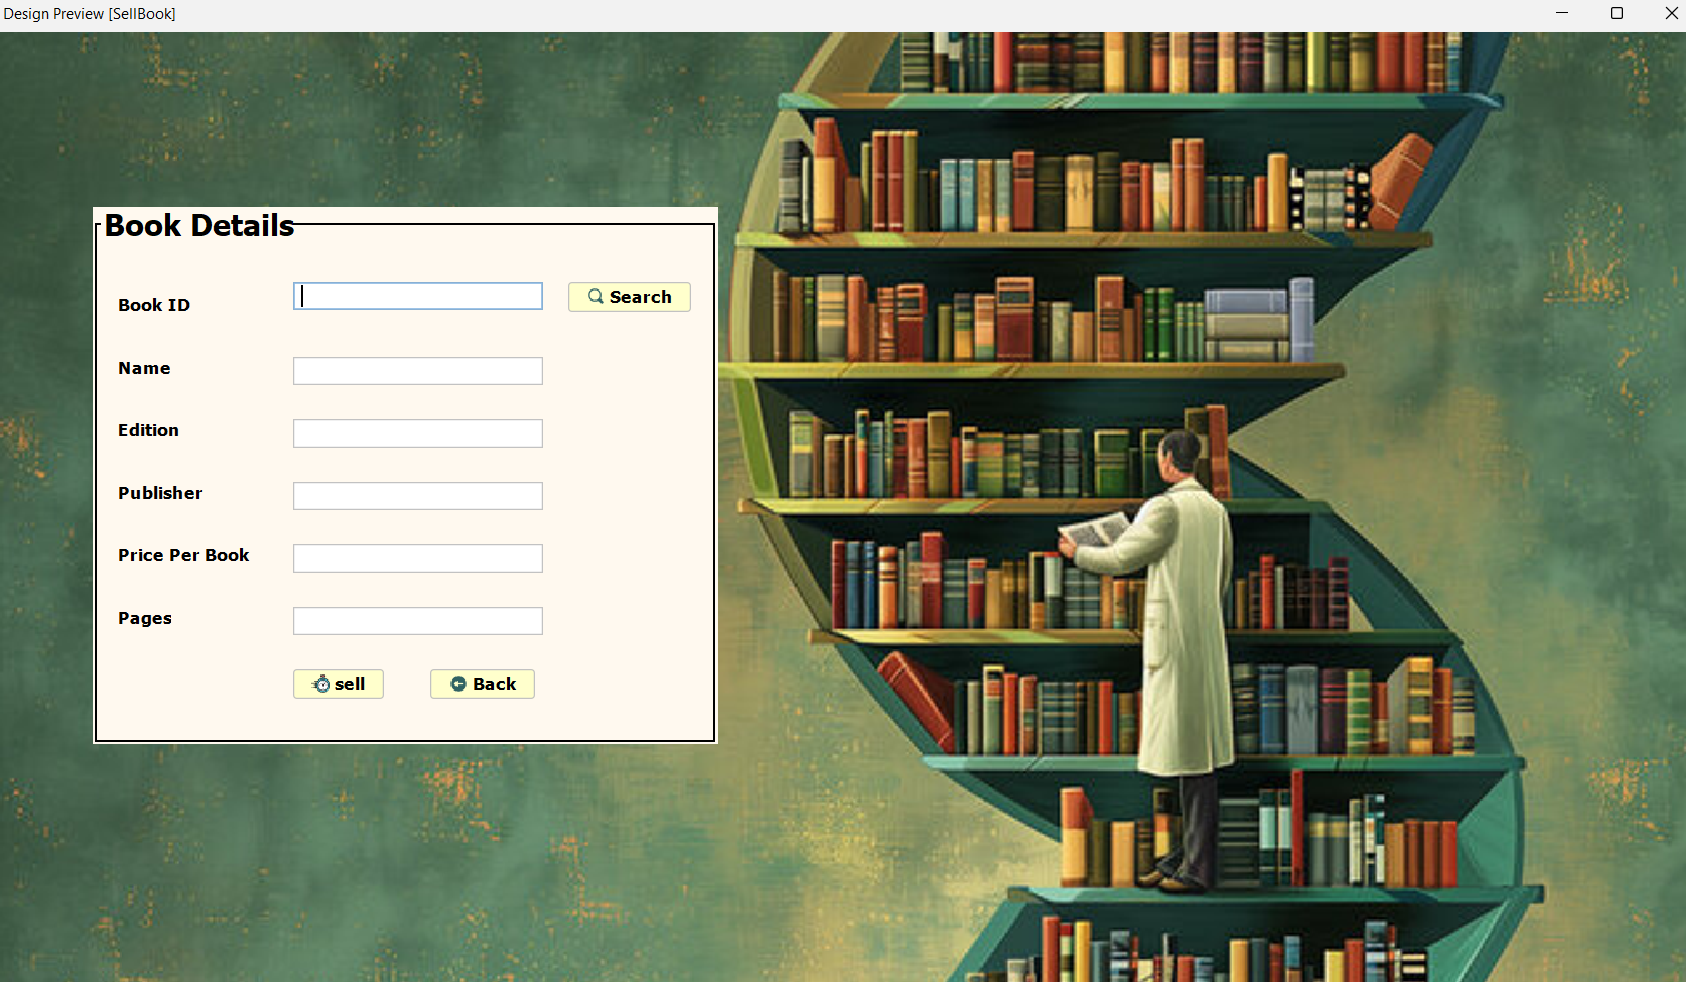 Design Preview [SellBook]
Book Details
Book ID
Search
Name
Edition
Publisher
Price Per Book
Pages
sell
Back